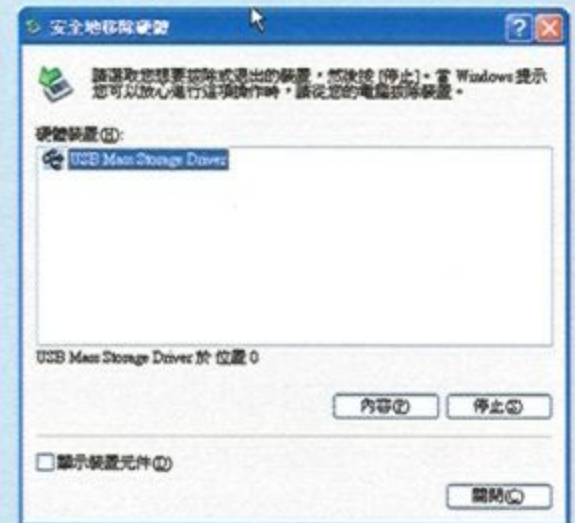 安全地移除硬體
請選取您想要拔除或退出的裝置，然後按 [停止]。當 Windows 提示
您可以放心進行這項操作時，請從您的電腦拔除裝置。
硬體裝置(H):
USB Mass Storage Driver
USB Mass Storage Driver 於 位置 0
內容(P)
停止(S)
顯示裝置元件(D)
關閉(C)